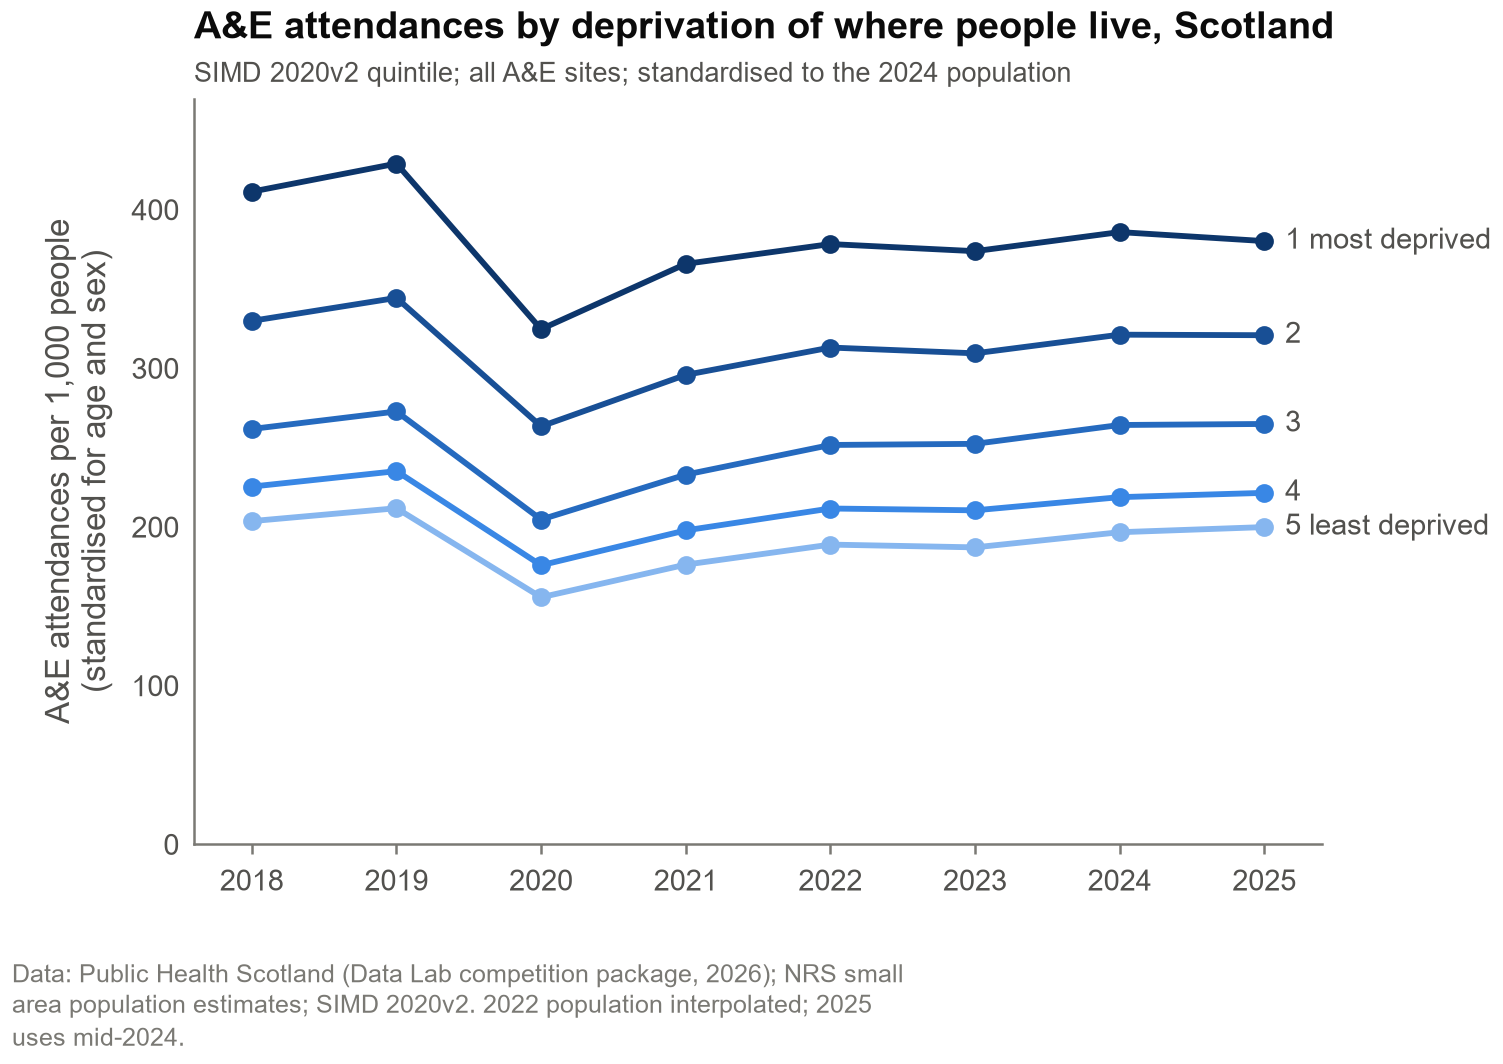 A&E attendances by deprivation of where people live, Scotland
SIMD 2020v2 quintile; all A&E sites; standardised to the 2024 population
A&E attendances per 1,000 people
(standardised for age and sex)
400
300
200
100
0
1 most deprived
2
3
4
5 least deprived
2018 2019 2020 2021 2022 2023 2024 2025
Data: Public Health Scotland (Data Lab competition package, 2026); NRS small
area population estimates; SIMD 2020v2. 2022 population interpolated; 2025
uses mid-2024.